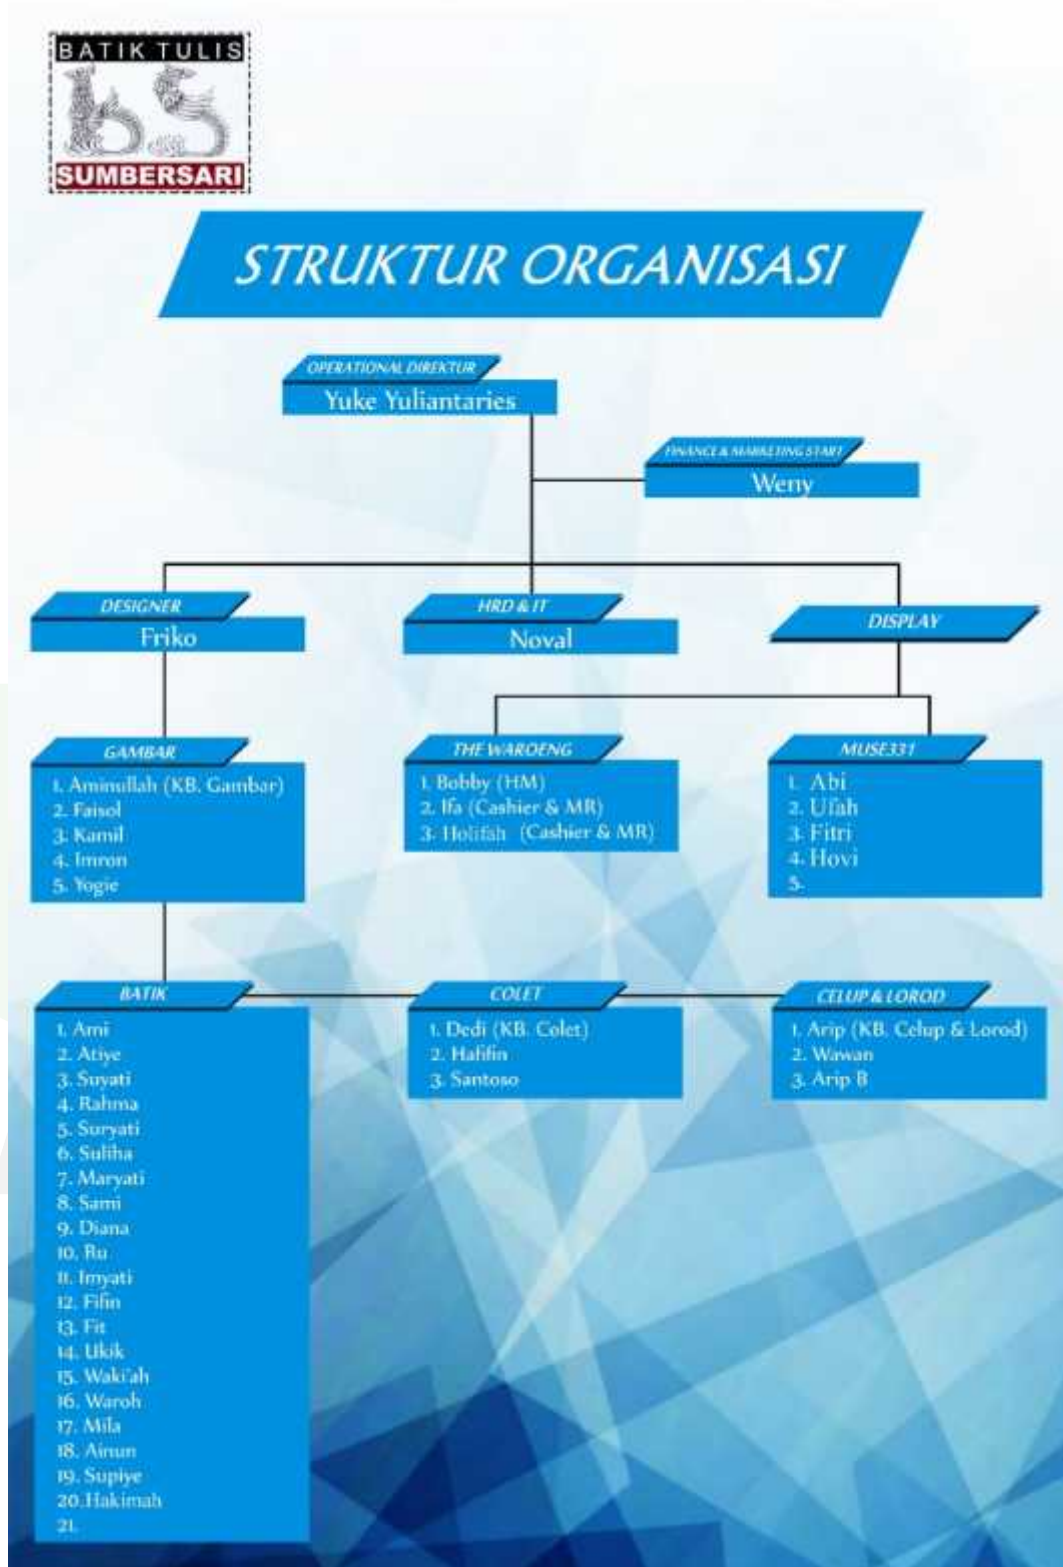 BATIK TULIS
SUMBERSARI
STRUKTUR ORGANISASI
OPERATIONAL DIREKTUR
Yuke Yuliantaries
FINANCE & MARKETING START
Weny
DESIGNER
Friko
HRD & IT
Noval
DISPLAY
GAMBAR
1. Aminullah (KB. Gambar)
2. Faisol
3. Kamil
4. Imron
5. Yogie
THE WAROENG
1. Bobby (HM)
2. Ifa (Cashier & MR)
3. Holifah (Cashier & MR)
MUSE331
1. Abi
2. Ufah
3. Fitri
4. Hovi
5.
BATIK
1. Ami
2. Atiye
3. Suyati
4. Rahma
5. Suryati
6. Suliha
7. Maryati
8. Sami
9. Diana
10. Bu
11. Imyati
12. Fifin
13. Fit
14. Ukik
15. Waki'ah
16. Waroh
17. Mila
18. Ainun
19. Supiye
20.Hakimah
21.
COLET
1. Dedi (KB. Colet)
2. Hafifin
3. Santoso
CELUP & LOROD
1. Arip (KB. Celup & Lorod)
2. Wawan
3. Arip B